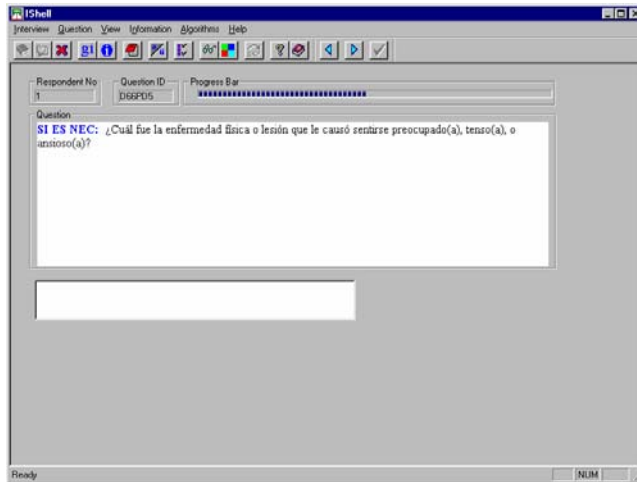 IShell
Interview Question View Information Algorithms Help
Respondent No
Question ID
Progress Bar
1
D66PD5
Question
SI ES NEC: ¿Cuál fue la enfermedad física o lesión que le causó sentirse preocupado(a), tenso(a), o
ansioso(a)?
Ready
NUM